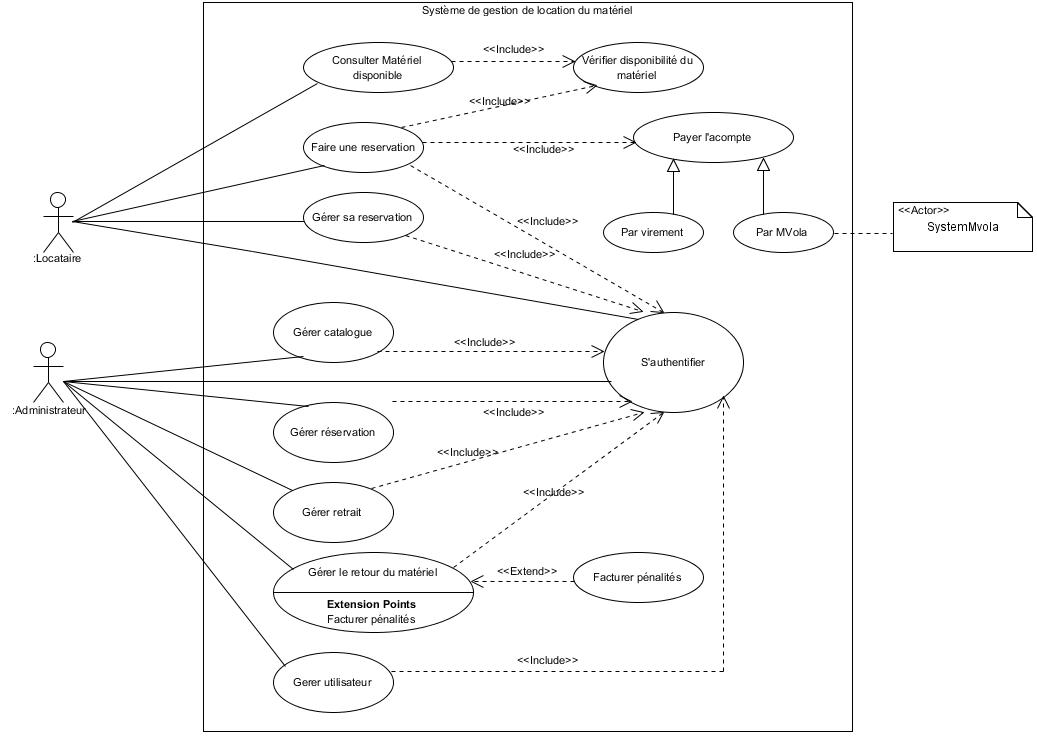 Système de gestion de location du matériel
Consulter Matériel
disponible
<<Include>>
Vérifier disponibilité du
matériel
<<Include>>
Faire une reservation
<<Include>>
Payer l'acompte
Gérer sa reservation
<<Include>>
Par virement
Par MVola
<<Actor>>
SystemMvola
:Locataire
<<Include>>
Gérer catalogue
<<Include>>
S'authentifier
:Administrateur
<<Include>>
Gérer réservation
<<Include>>
<<Include>>
Gérer retrait
Gérer le retour du matériel
<<Extend>>
Facturer pénalités
Extension Points
Facturer pénalités
<<Include>>
Gerer utilisateur